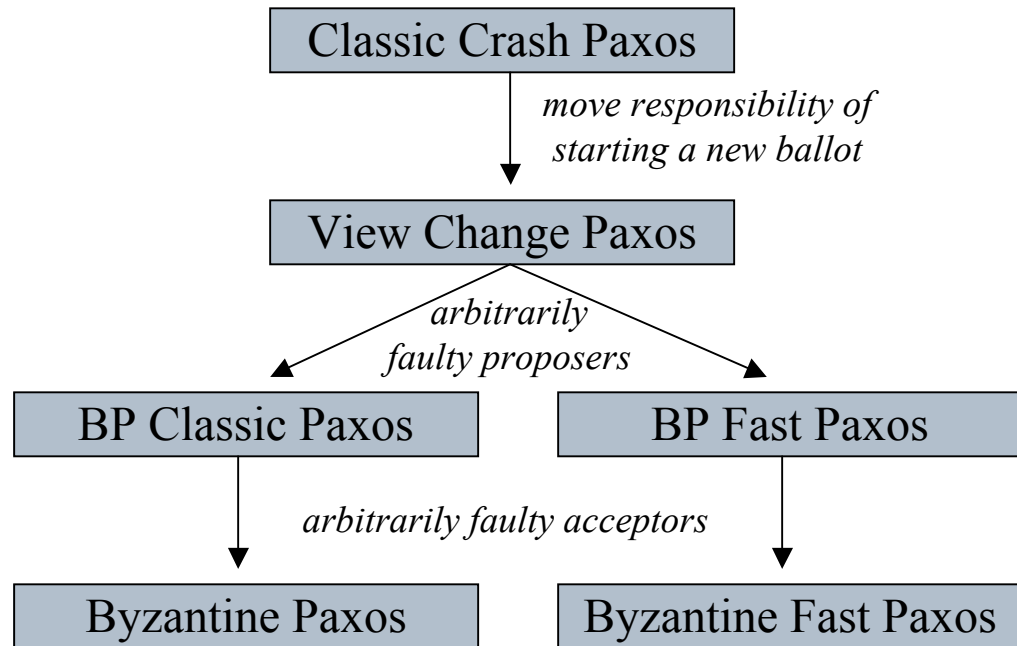 Classic Crash Paxos
move responsibility of
starting a new ballot
View Change Paxos
arbitrarily
faulty proposers
BP Classic Paxos
BP Fast Paxos
arbitrarily faulty acceptors
Byzantine Paxos
Byzantine Fast Paxos